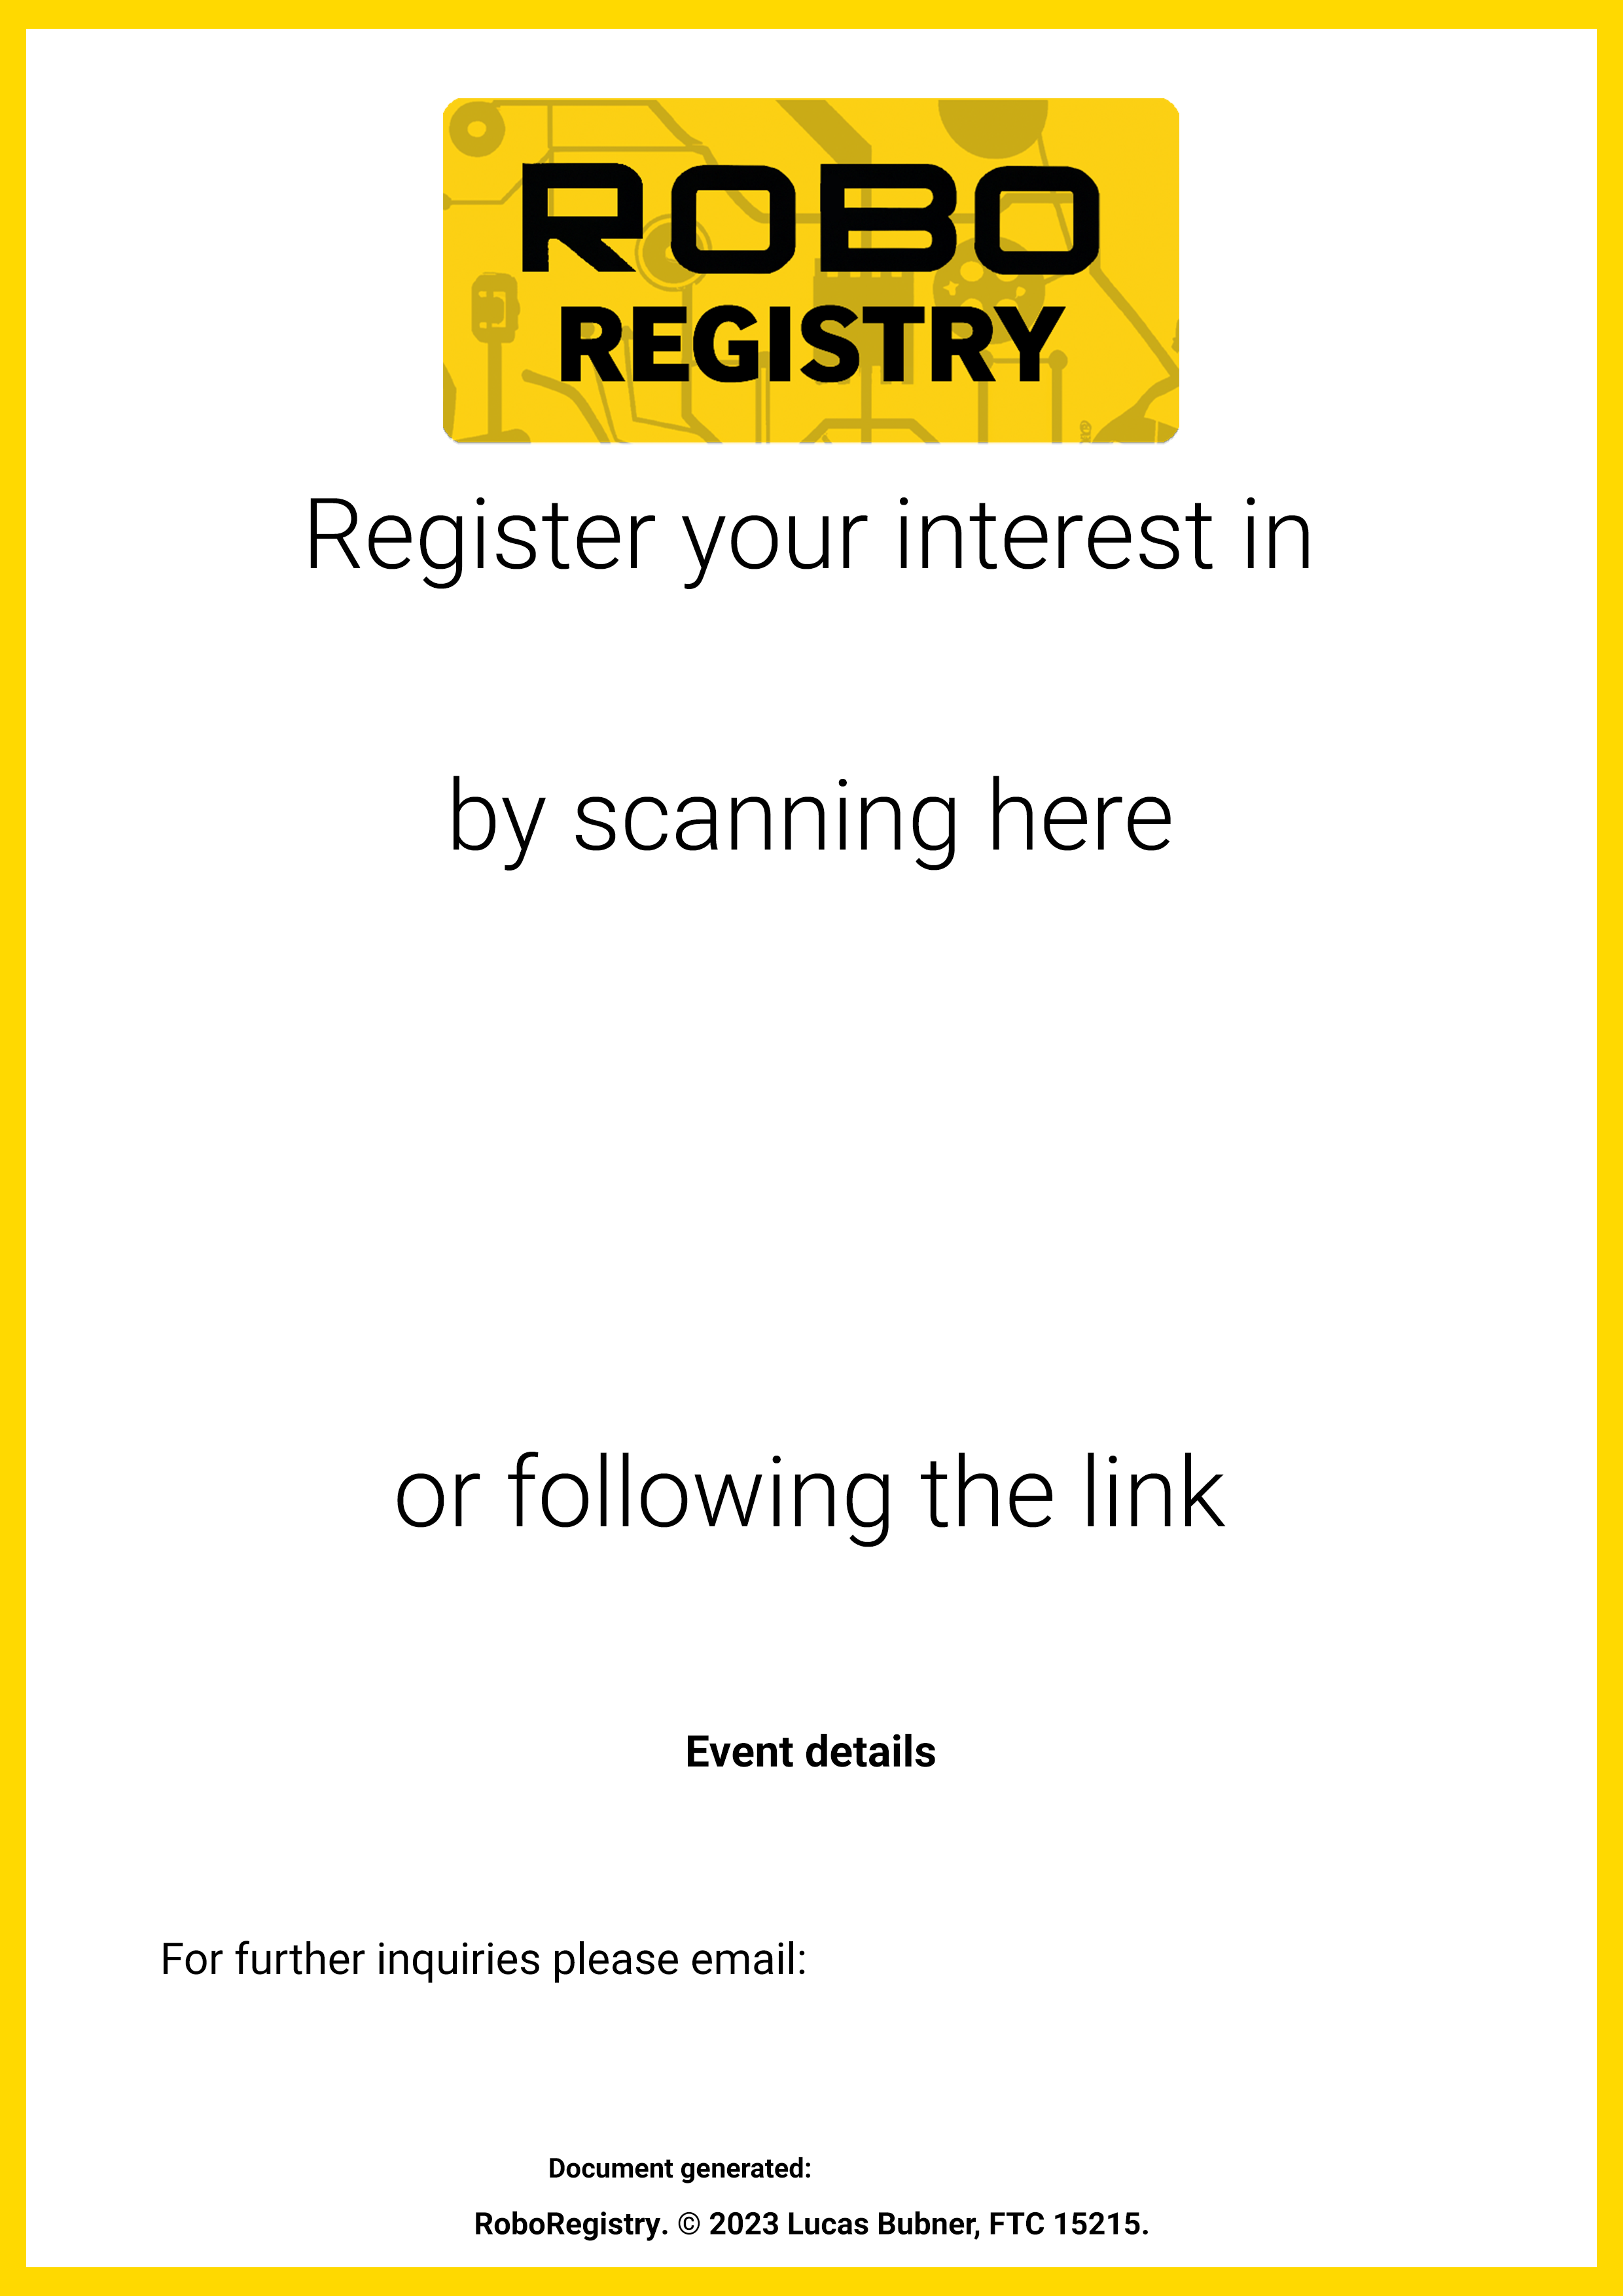 ROBO
REGISTRY
Register your interest in
by scanning here
or following the link
Event details
For further inquiries please email:
Document generated:
RoboRegistry. © 2023 Lucas Bubner, FTC 15215.